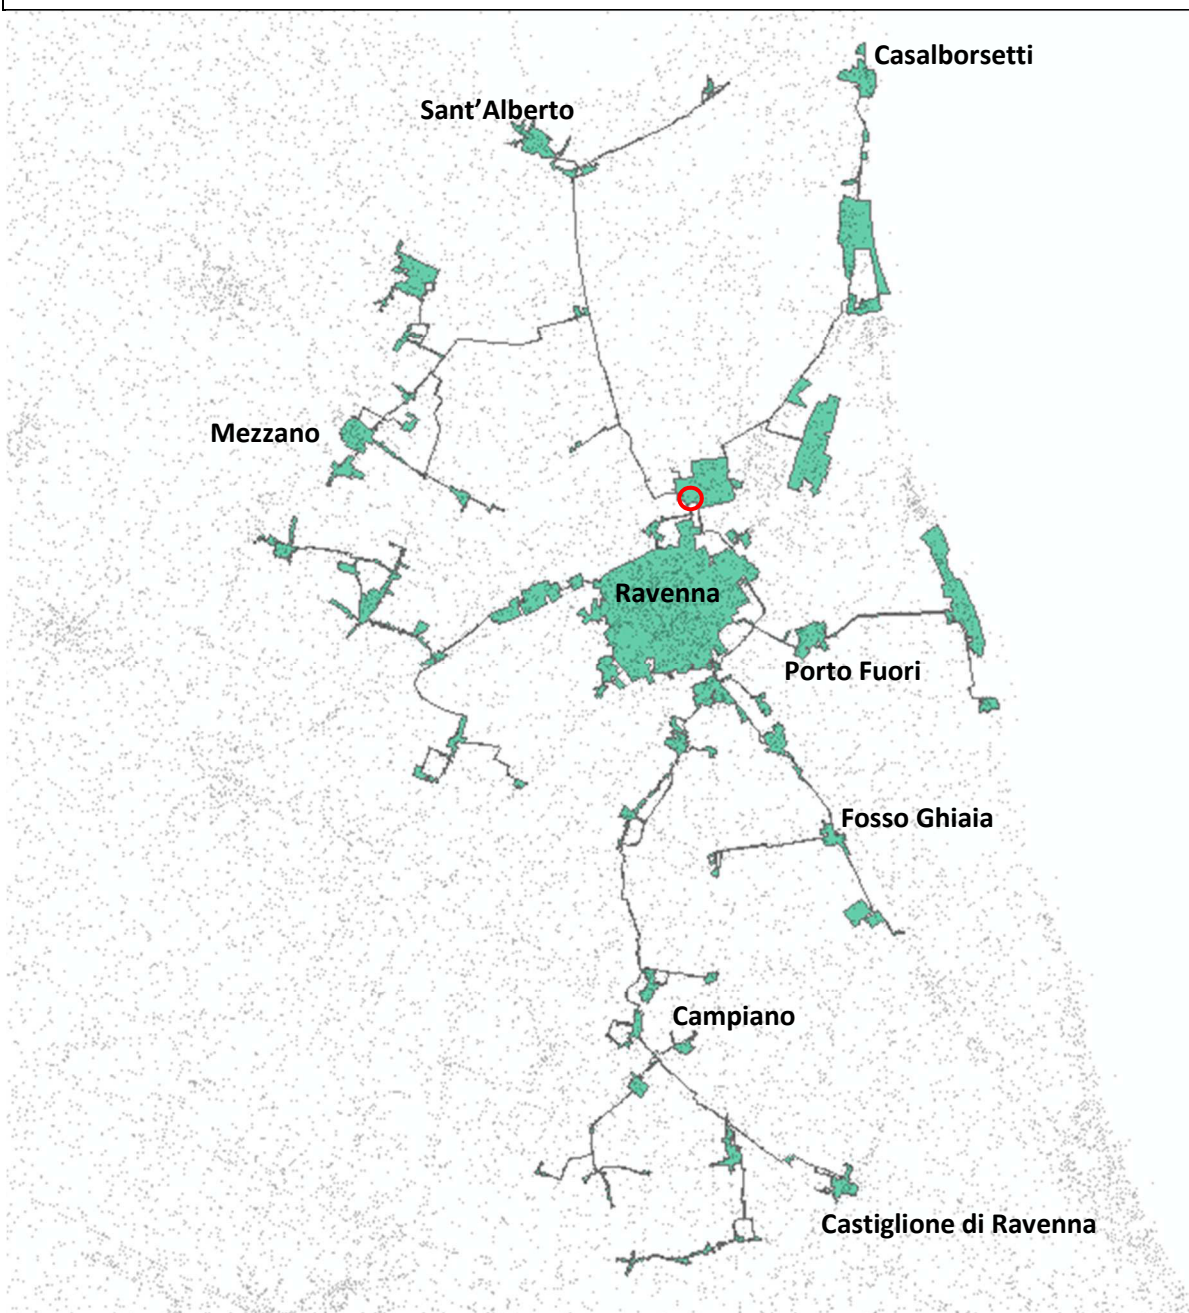 Casalborsetti
Sant’Alberto
Mezzano
Ravenna
Porto Fuori
Fosso Ghiaia
Campiano
Castiglione di Ravenna